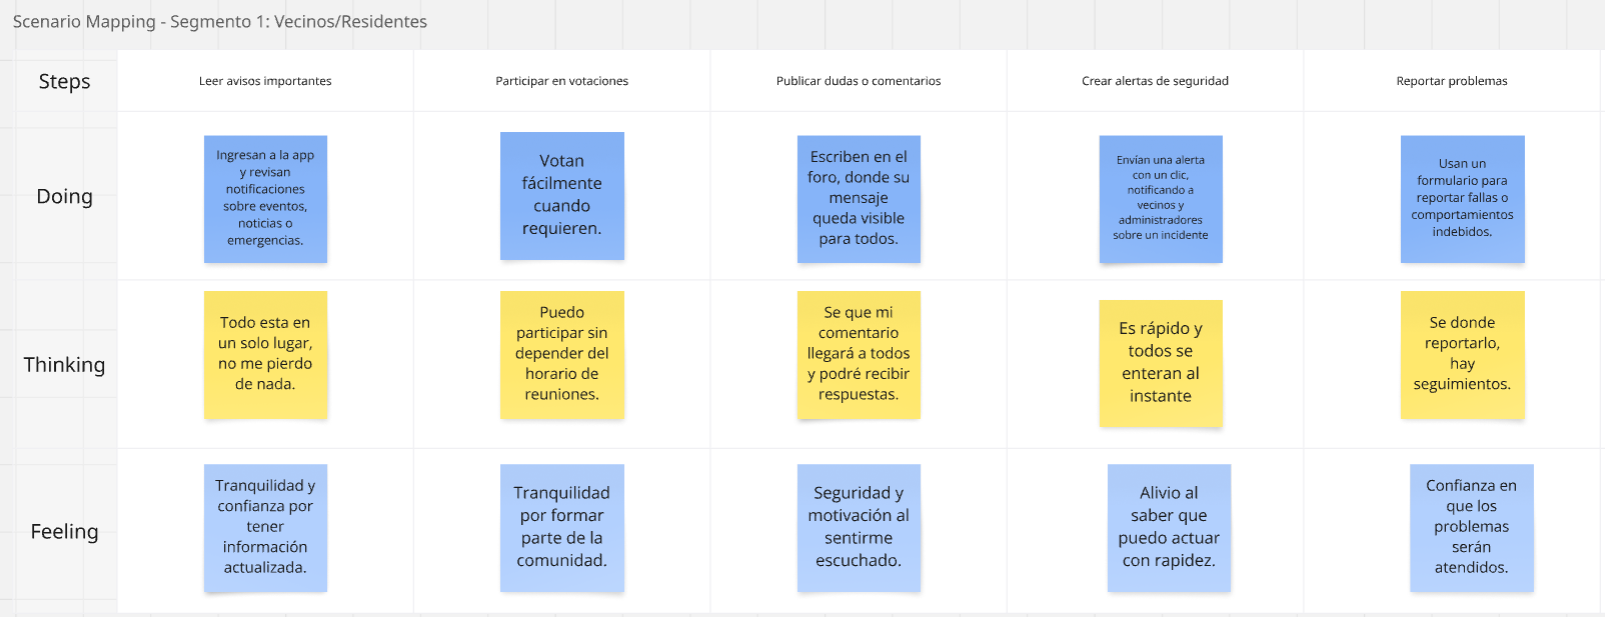 Scenario Mapping - Segmento 1: Vecinos/Residentes
Steps
Leer avisos importantes
Participar en votaciones
Publicar dudas o comentarios
Crear alertas de seguridad
Reportar problemas
Doing
Ingresan a la app
y revisan
notificaciones
sobre eventos,
noticias o
emergencias.
Votan
fácilmente
cuando
requieren.
Escriben en el
foro, donde su
mensaje
queda visible
para todos.
Envían una alerta
con un clic,
notificando a
vecinos y
administradores
sobre un incidente
Usan un
formulario para
reportar fallas o
comportamientos
indebidos.
Thinking
Todo esta en
un solo lugar,
no me pierdo
de nada.
Puedo
participar sin
depender del
horario de
reuniones.
Se que mi
comentario
llegará a todos
y podré recibir
respuestas.
Es rápido y
todos se
enteran al
instante
Se donde
reportarlo,
hay
seguimientos.
Feeling
Tranquilidad y
confianza por
tener
información
actualizada.
Tranquilidad
por formar
parte de la
comunidad.
Seguridad y
motivación al
sentirme
escuchado.
Alivio al
saber que
puedo actuar
con rapidez.
Confianza en
que los
problemas
serán
atendidos.